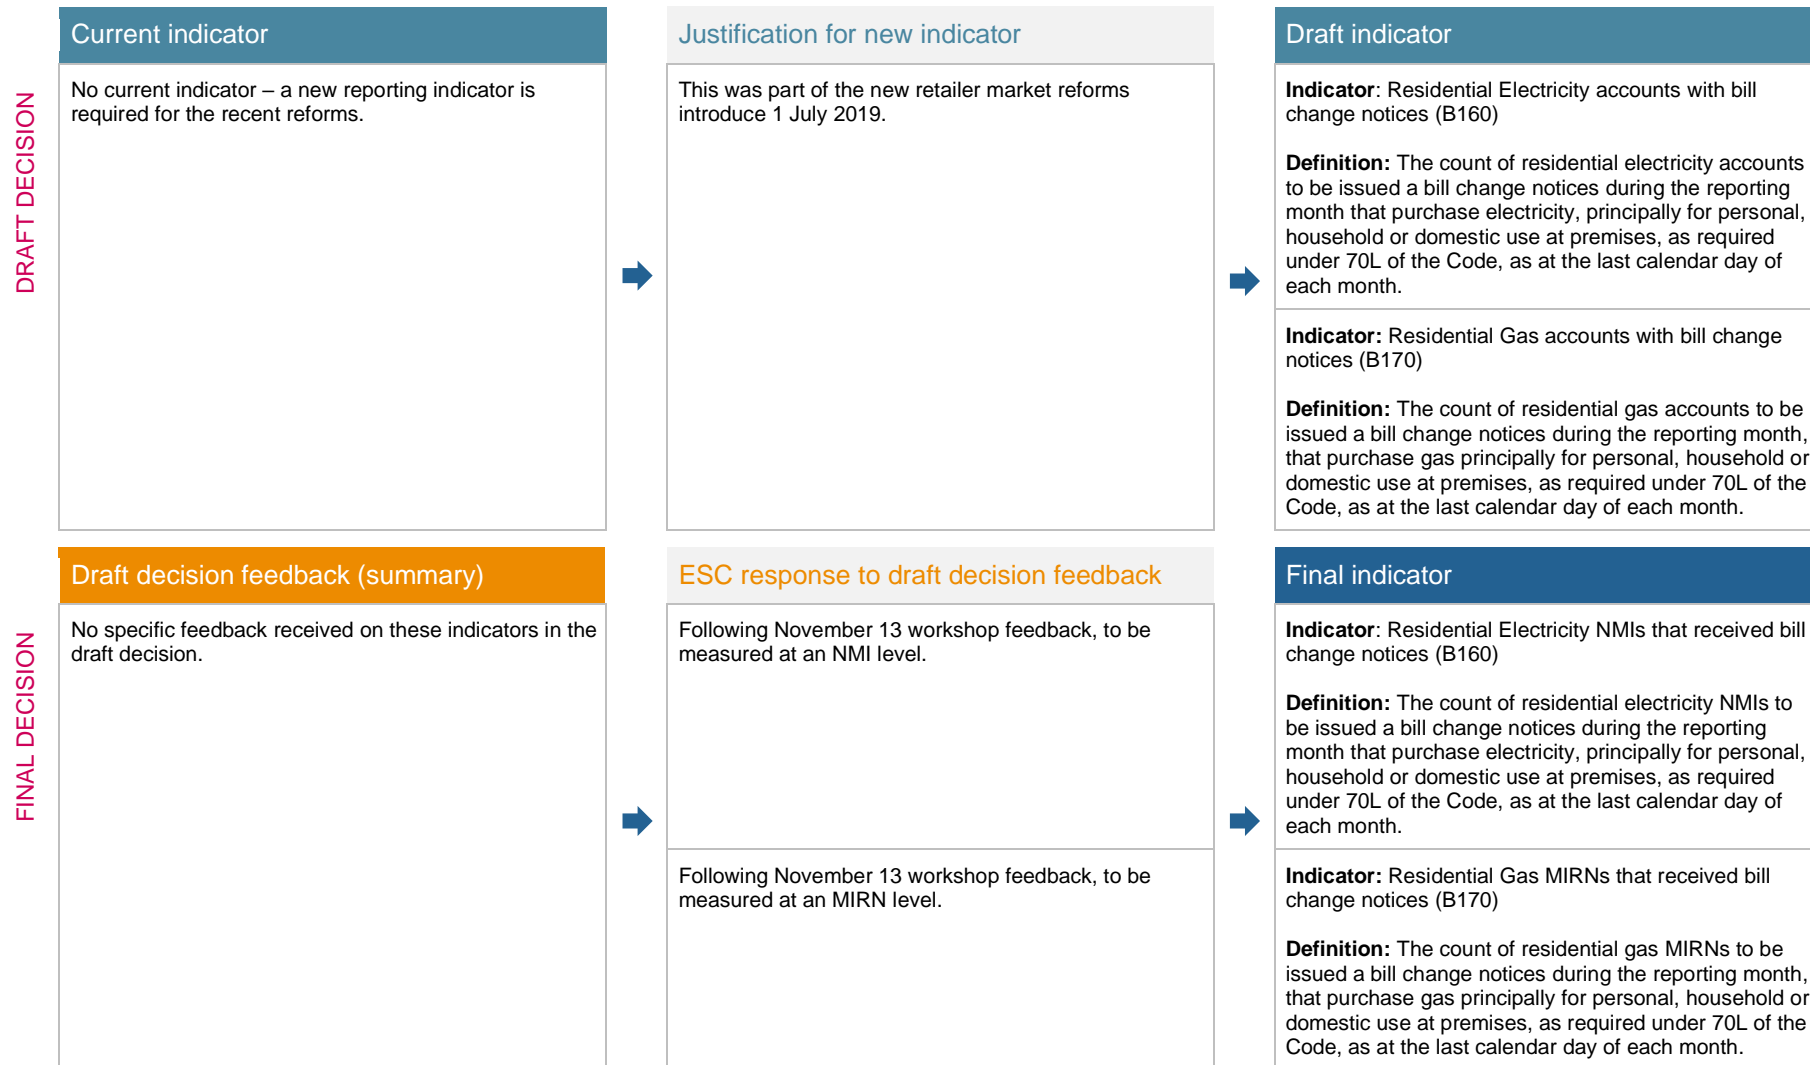 DRAFT DECISION
Current indicator
No current indicator – a new reporting indicator is
required for the recent reforms.
Justification for new indicator
This was part of the new retailer market reforms
introduce 1 July 2019.
Draft indicator
Indicator: Residential Electricity accounts with bill
change notices (B160)
Definition: The count of residential electricity accounts
to be issued a bill change notices during the reporting
month that purchase electricity, principally for personal,
household or domestic use at premises, as required
under 70L of the Code, as at the last calendar day of
each month.
Indicator: Residential Gas accounts with bill change
notices (B170)
Definition: The count of residential gas accounts to be
issued a bill change notices during the reporting month,
that purchase gas principally for personal, household or
domestic use at premises, as required under 70L of the
Code, as at the last calendar day of each month.
FINAL DECISION
Draft decision feedback (summary)
No specific feedback received on these indicators in the
draft decision.
ESC response to draft decision feedback
Following November 13 workshop feedback, to be
measured at an NMI level.
Following November 13 workshop feedback, to be
measured at an MIRN level.
Final indicator
Indicator: Residential Electricity NMIs that received bill
change notices (B160)
Definition: The count of residential electricity NMIs to
be issued a bill change notices during the reporting
month that purchase electricity, principally for personal,
household or domestic use at premises, as required
under 70L of the Code, as at the last calendar day of
each month.
Indicator: Residential Gas MIRNs that received bill
change notices (B170)
Definition: The count of residential gas MIRNs to be
issued a bill change notices during the reporting month,
that purchase gas principally for personal, household or
domestic use at premises, as required under 70L of the
Code, as at the last calendar day of each month.